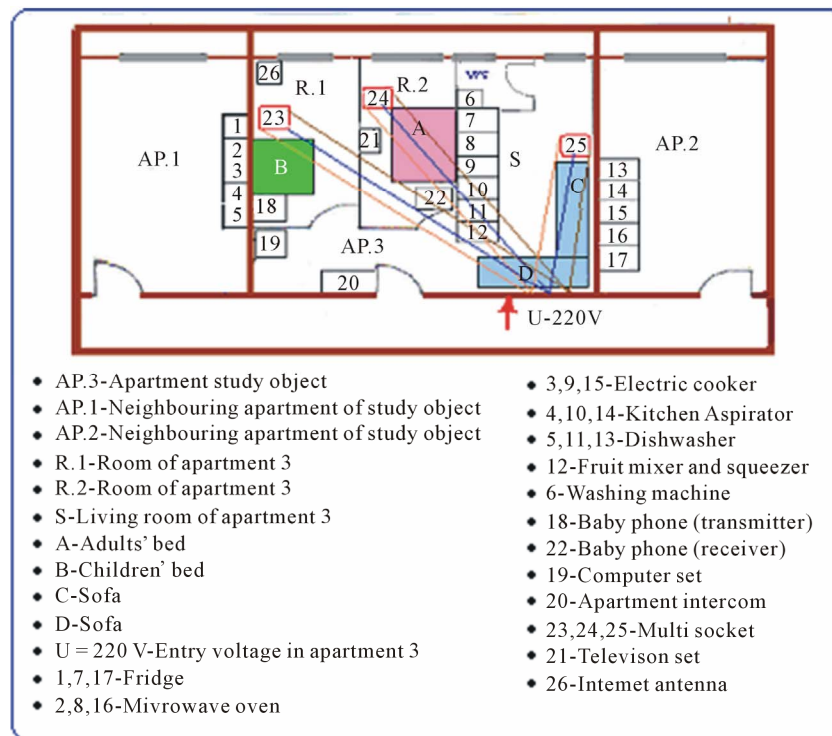 26
R.1
R.2
24
6
23
21
A
7
1
8
25
AP.1
2
B
9
S
AP.2
3
C
13
10
14
4
18
22
11
15
5
12
16
19
AP.3
17
20
D
U-220V
AP.3-Apartment study object
AP.1-Neighbouring apartment of study object
AP.2-Neighbouring apartment of study object
R.1-Room of apartment 3
R.2-Room of apartment 3
S-Living room of apartment 3
A-Adults' bed
B-Children' bed
C-Sofa
D-Sofa
U = 220 V-Entry voltage in apartment 3
1,7,17-Fridge
2,8,16-Mivrowave oven
3,9,15-Electric cooker
4,10,14-Kitchen Aspirator
5,11,13-Dishwasher
12-Fruit mixer and squeezer
6-Washing machine
18-Baby phone (transmitter)
22-Baby phone (receiver)
19-Computer set
20-Apartment intercom
23,24,25-Multi socket
21-Televison set
26-Intemet antenna